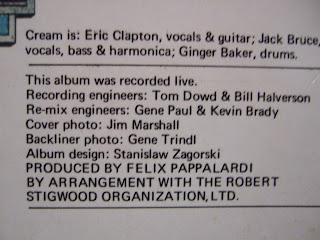 Cream is: Eric Clapton, vocals & guitar; Jack Bruce,
vocals, bass & harmonica; Ginger Baker, drums.
This album was recorded live.
Recording engineers: Tom Dowd & Bill Halverson
Re-mix engineers: Gene Paul & Kevin Brady
Cover photo: Jim Marshall
Backliner photo: Gene Trindl
Album design: Stanislaw Zagorski
PRODUCED BY FELIX PAPPALARDI
BY ARRANGEMENT WITH THE ROBERT
STIGWOOD ORGANIZATION, LTD.